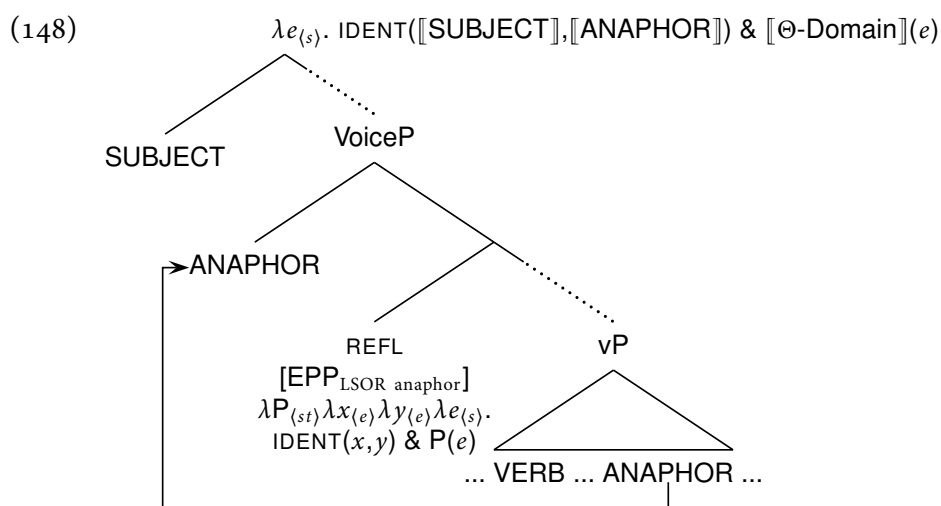 (148) λe⟨s⟩. IDENT(⟦SUBJECT⟧,⟦ANAPHOR⟧) & ⟦Θ-Domain⟧(e)
VoiceP
SUBJECT
ANAPHOR
REFL vP
[EPP_LSOR anaphor]
λP⟨st⟩λx⟨e⟩λy⟨e⟩λe⟨s⟩.
IDENT(x,y) & P(e)
... VERB ... ANAPHOR ...